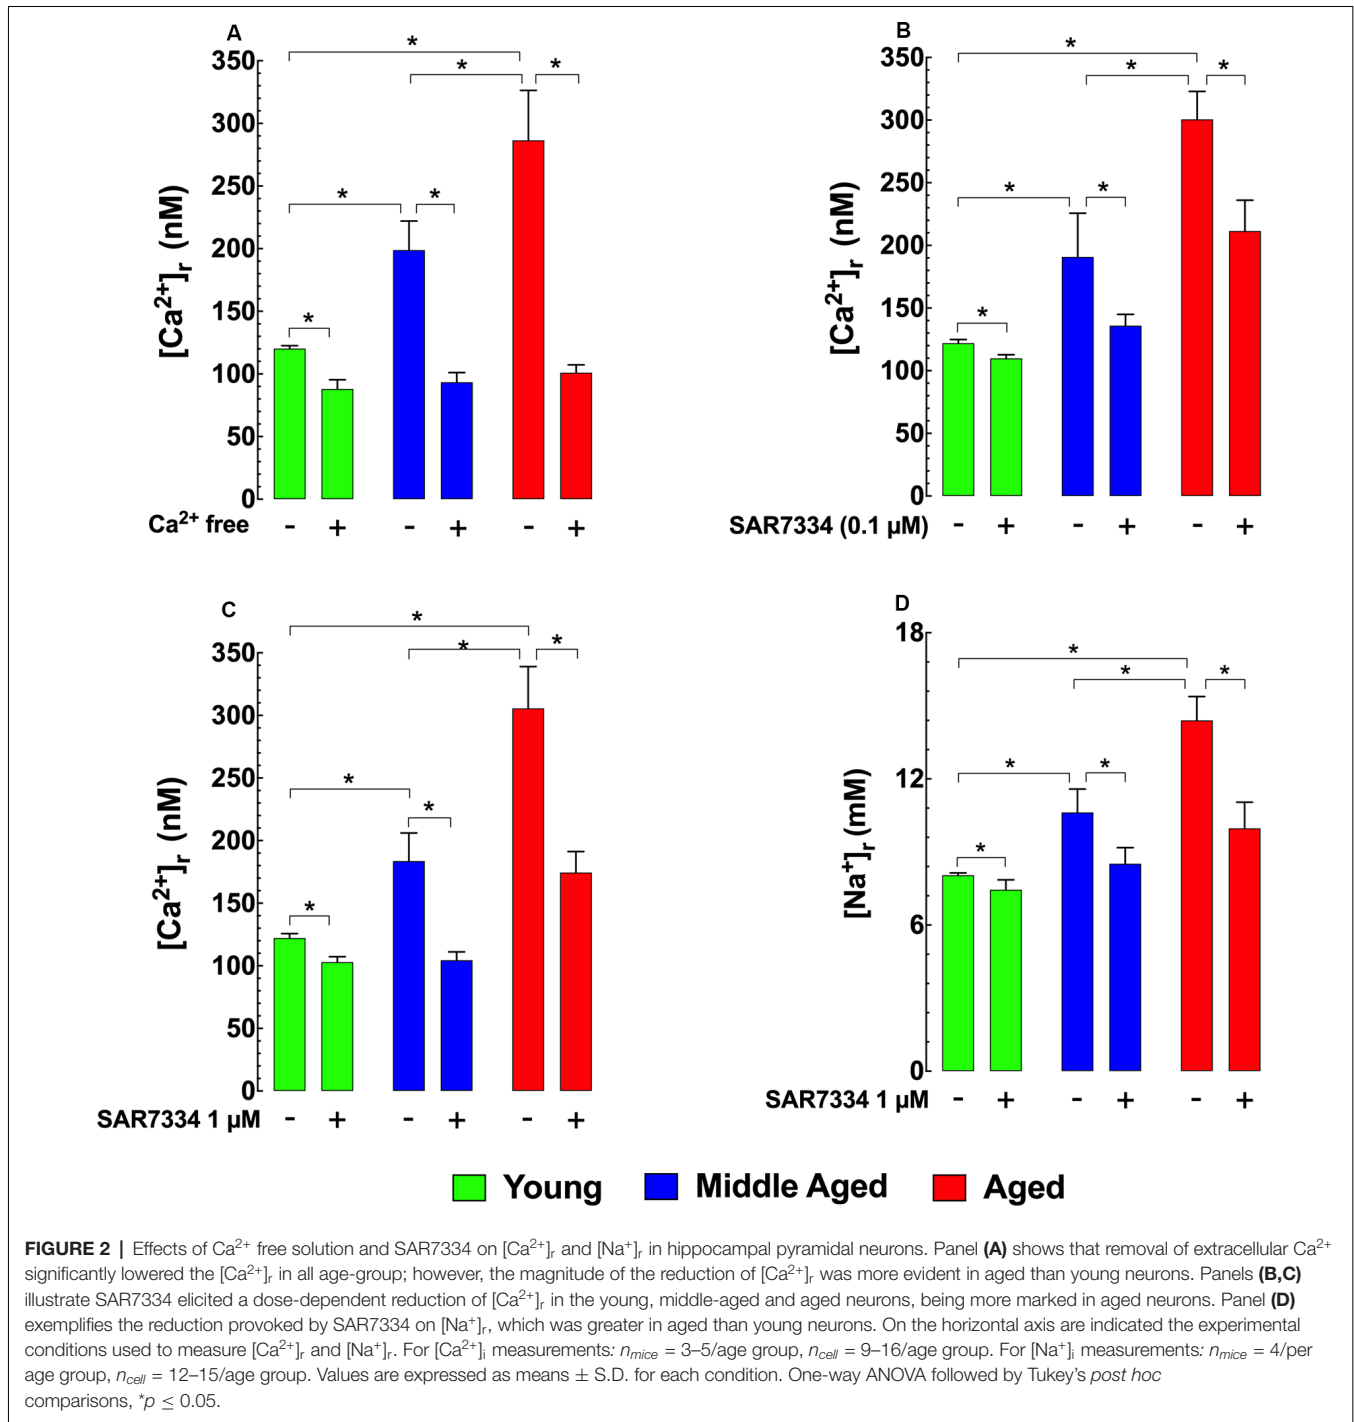 A
*
350
*
*
300
250
*
*
200
150
*
100
50
0
[Ca²⁺]ᵣ (nM)
Ca²⁺ free - + - + - +
B
*
350
*
*
300
250
*
*
200
150
*
100
50
0
[Ca²⁺]ᵣ (nM)
SAR7334 (0.1 µM) - + - + - +
C
*
*
*
350
300
250
*
*
200
150
*
100
50
0
[Ca²⁺]ᵣ (nM)
SAR7334 1 µM - + - + - +
D
18
*
*
*
12
*
*
*
6
0
[Na⁺]ᵣ (mM)
SAR7334 1 µM - + - + - +
Young Middle Aged Aged
FIGURE 2 | Effects of Ca²⁺ free solution and SAR7334 on [Ca²⁺]ᵣ and [Na⁺]ᵣ in hippocampal pyramidal neurons. Panel (A) shows that removal of extracellular Ca²⁺
significantly lowered the [Ca²⁺]ᵣ in all age-group; however, the magnitude of the reduction of [Ca²⁺]ᵣ was more evident in aged than young neurons. Panels (B,C)
illustrate SAR7334 elicited a dose-dependent reduction of [Ca²⁺]ᵣ in the young, middle-aged and aged neurons, being more marked in aged neurons. Panel (D)
exemplifies the reduction provoked by SAR7334 on [Na⁺]ᵣ, which was greater in aged than young neurons. On the horizontal axis are indicated the experimental
conditions used to measure [Ca²⁺]ᵣ and [Na⁺]ᵣ. For [Ca²⁺]ᵢ measurements: n_mice = 3–5/age group, n_cell = 9–16/age group. For [Na⁺]ᵢ measurements: n_mice = 4/per
age group, n_cell = 12–15/age group. Values are expressed as means ± S.D. for each condition. One-way ANOVA followed by Tukey's post hoc
comparisons, *p ≤ 0.05.